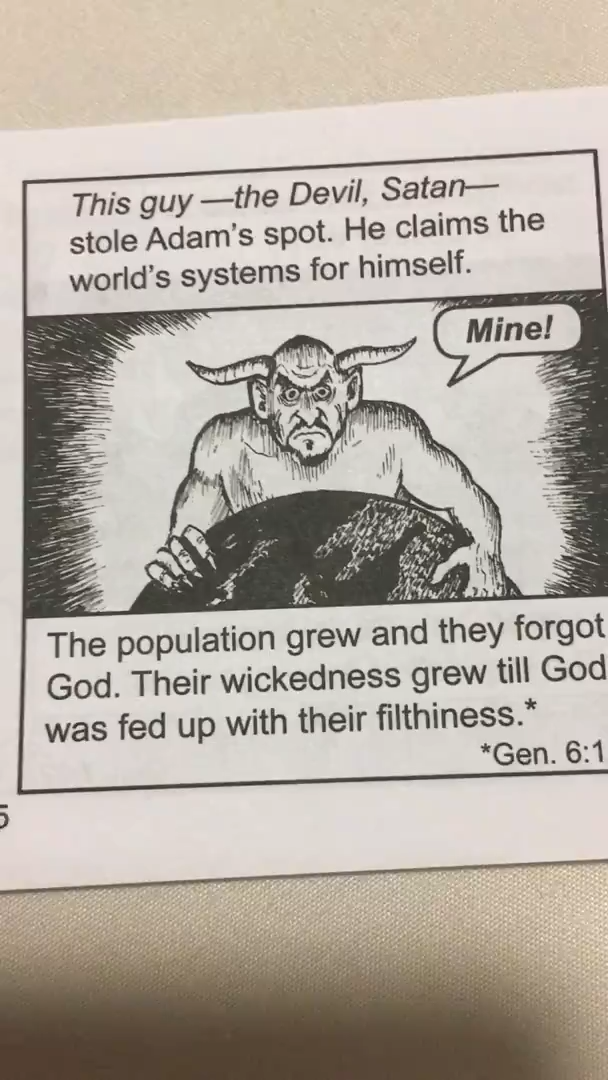 This guy —the Devil, Satan—
stole Adam's spot. He claims the
world's systems for himself.
Mine!
The population grew and they forgot
God. Their wickedness grew till God
was fed up with their filthiness.*
*Gen. 6:1
5